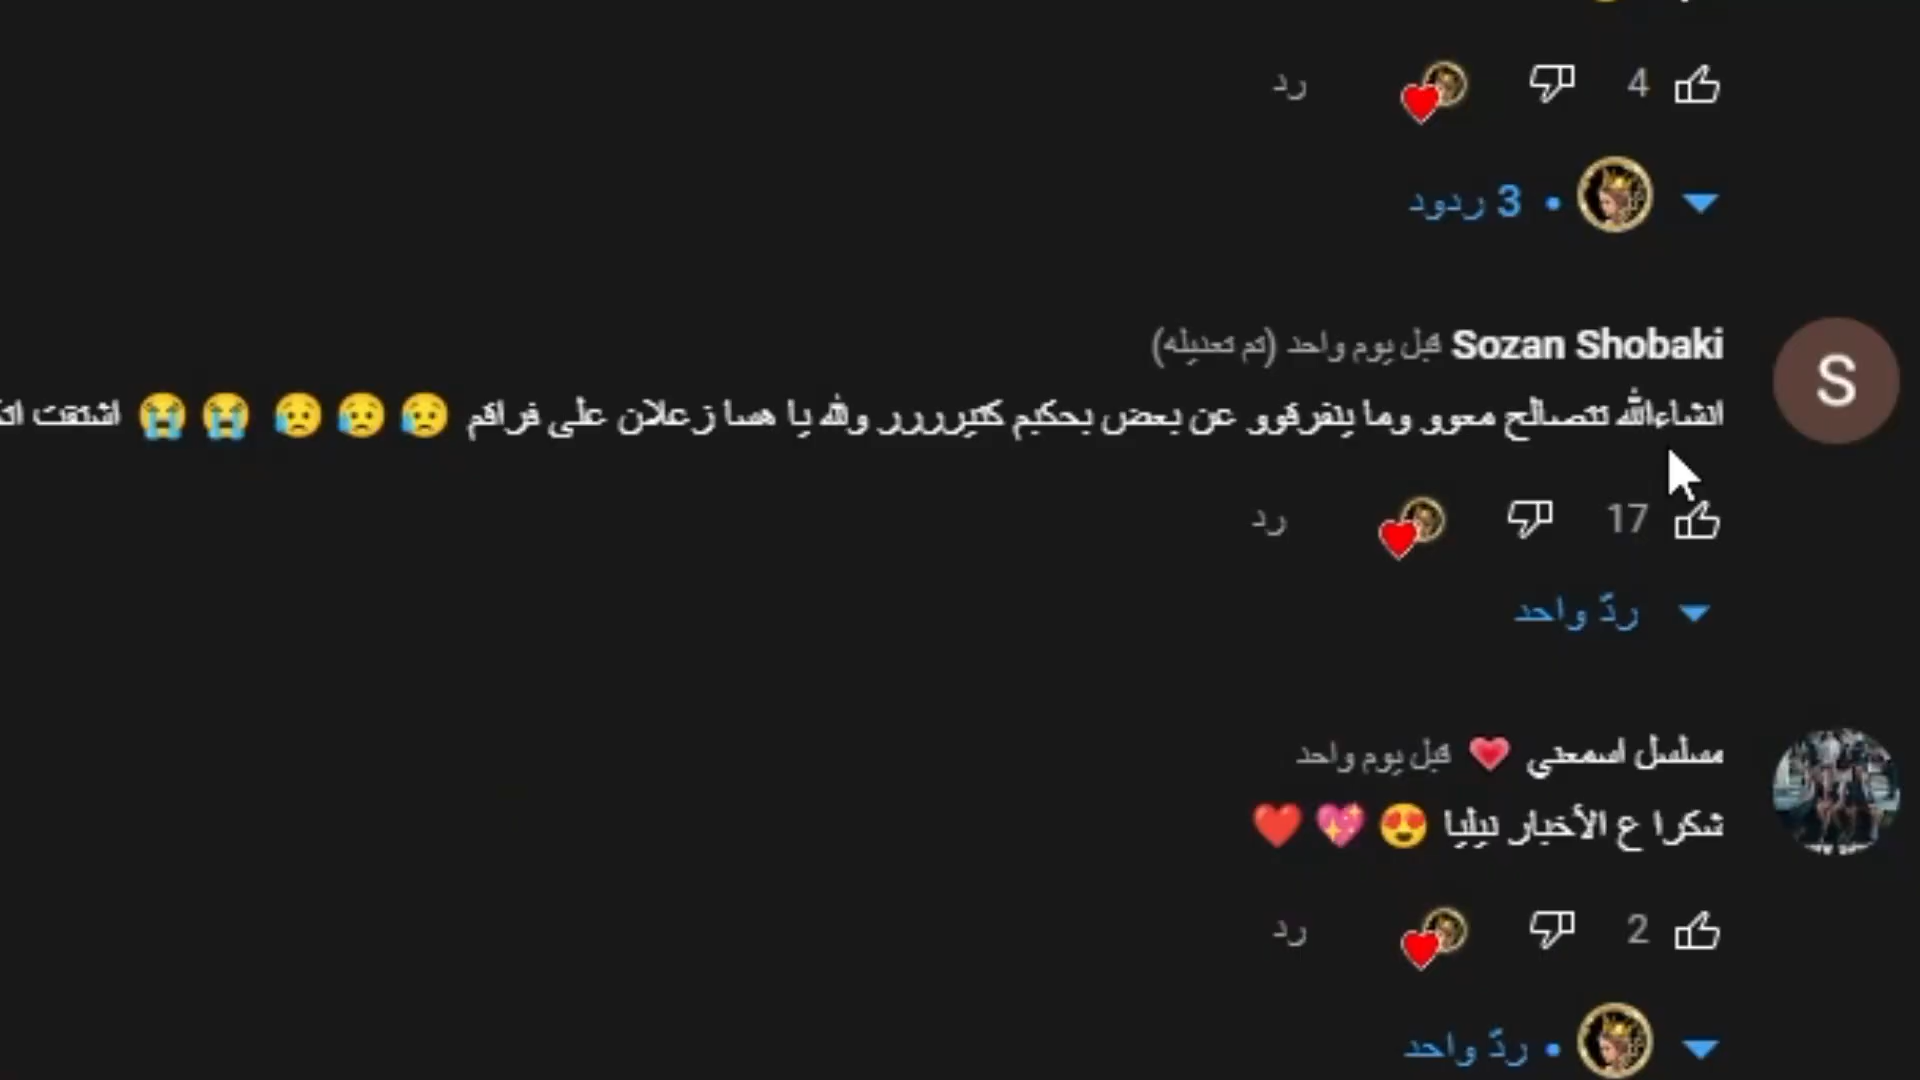 4 رد
3 ردود
Sozan Shobaki قبل يوم واحد (تم تعديله)
S
انشاءالله تتصالح معوو وما يتفرقوو عن بعض بحكيم كتيررررر والله يا هسا زعلان على فراقم 😥😥😥 😭😭 اشتقت
17 رد
ردّ واحد
مسلسل اسمعني 💗 قبل يوم واحد
شكرا ع الأخبار نيليا 😍💖❤️
2 رد
ردّ واحد